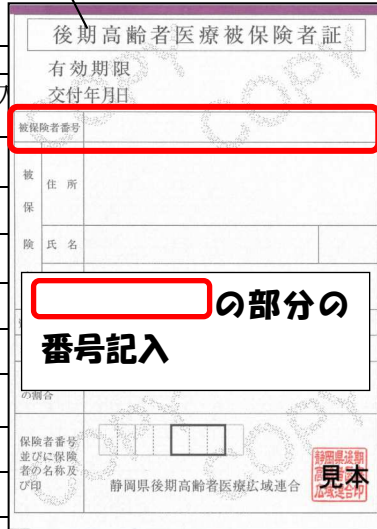 後期高齢者医療被保険者証
有効期限
交付年月日
被保険者番号
被保険
住所
氏名
の部分の
番号記入
の割合
保険者番号
並びに保険
者の名称及
び印
静岡県後期高齢者医療広域連合
見本
COPY
COPY
COPY
COPY